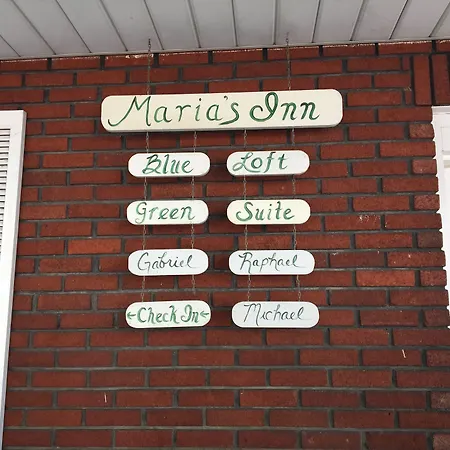 Maria's Inn
Blue Loft
Green Suite
Gabriel Raphael
←Check In← Michael